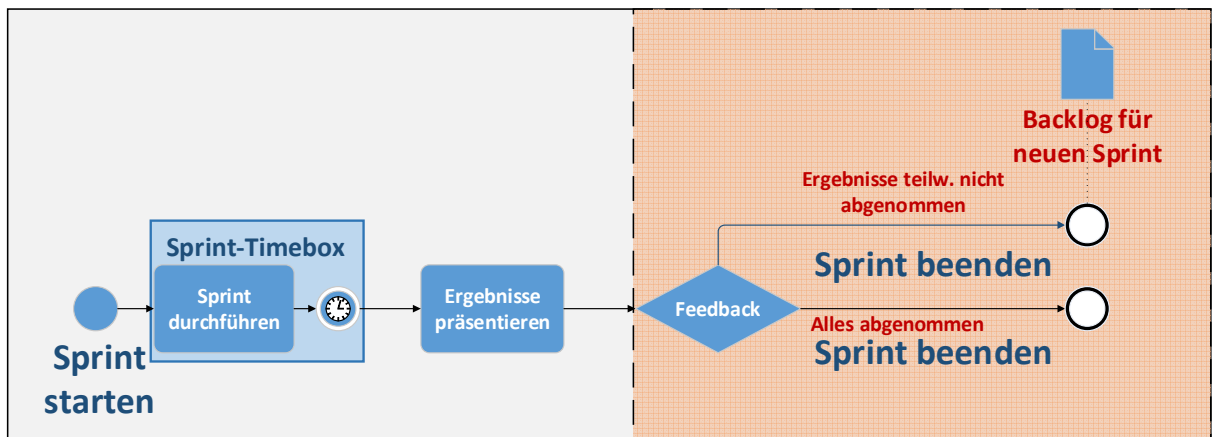 Backlog für
neuen Sprint
Ergebnisse teilw. nicht
abgenommen
Sprint-Timebox
Sprint beenden
Sprint
durchführen
Ergebnisse
präsentieren
Feedback
Alles abgenommen
Sprint
starten
Sprint beenden